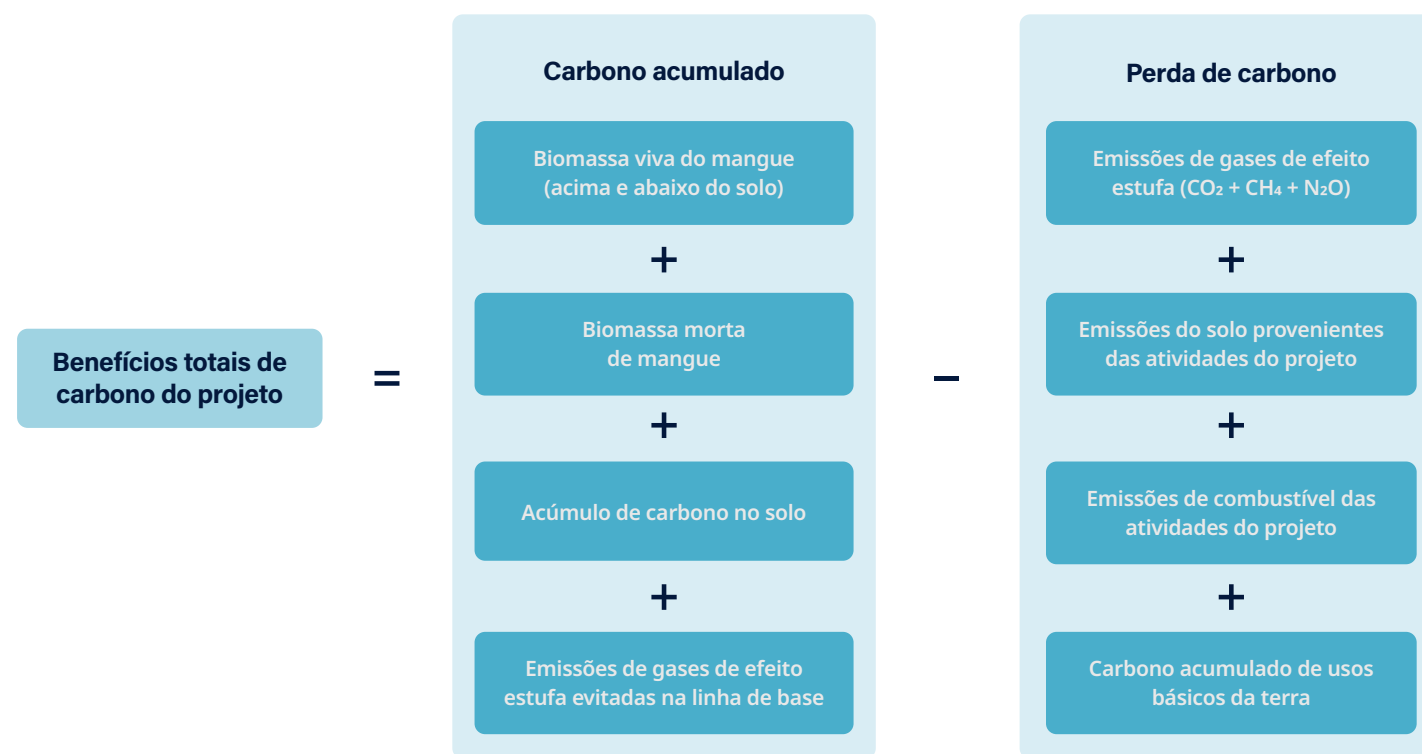 Benefícios totais de
carbono do projeto
=
Carbono acumulado
Biomassa viva do mangue
(acima e abaixo do solo)
+
Biomassa morta
de mangue
+
Acúmulo de carbono no solo
+
Emissões de gases de efeito
estufa evitadas na linha de base
–
Perda de carbono
Emissões de gases de efeito
estufa (CO₂ + CH₄ + N₂O)
+
Emissões do solo provenientes
das atividades do projeto
+
Emissões de combustível das
atividades do projeto
+
Carbono acumulado de usos
básicos da terra